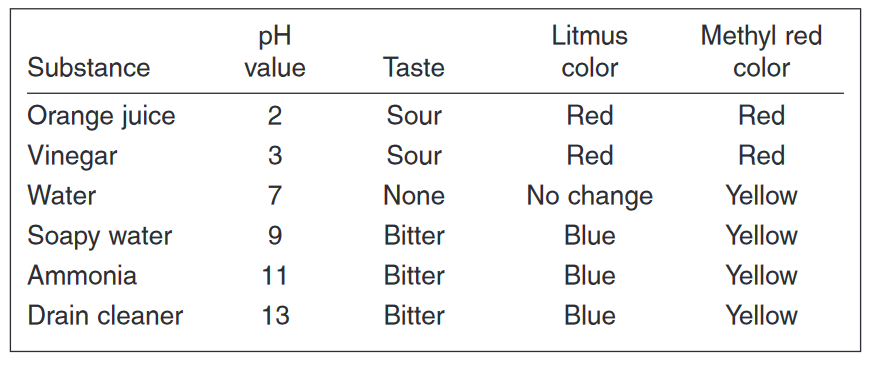 Substance pH value Taste Litmus color Methyl red color
Orange juice 2 Sour Red Red
Vinegar 3 Sour Red Red
Water 7 None No change Yellow
Soapy water 9 Bitter Blue Yellow
Ammonia 11 Bitter Blue Yellow
Drain cleaner 13 Bitter Blue Yellow